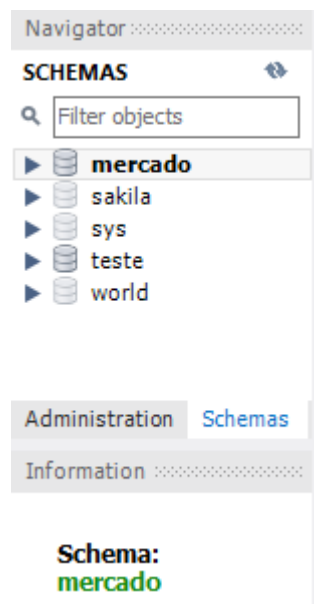 Navigator
SCHEMAS
Filter objects
mercado
sakila
sys
teste
world
Administration Schemas
Information
Schema:
mercado